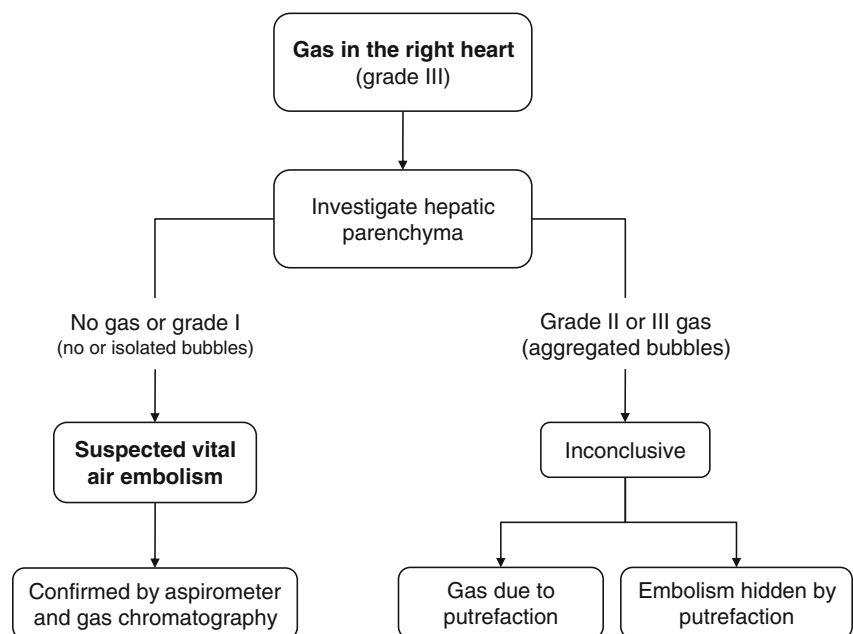 Gas in the right heart
(grade III)
Investigate hepatic
parenchyma
No gas or grade I
(no or isolated bubbles)
Grade II or III gas
(aggregated bubbles)
Suspected vital
air embolism
Inconclusive
Confirmed by aspirometer
and gas chromatography
Gas due to
putrefaction
Embolism hidden by
putrefaction